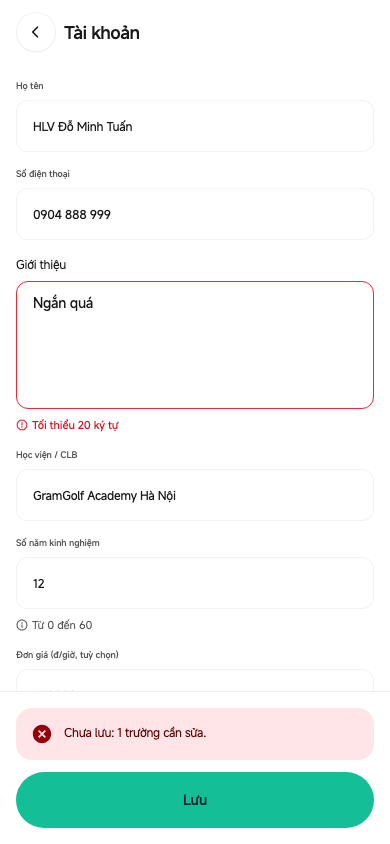 Tài khoản
Họ tên
HLV Đỗ Minh Tuấn
Số điện thoại
0904 888 999
Giới thiệu
Ngắn quá
Tối thiểu 20 ký tự
Học viện / CLB
GramGolf Academy Hà Nội
Số năm kinh nghiệm
12
Từ 0 đến 60
Đơn giá (đ/giờ, tuỳ chọn)
Chưa lưu: 1 trường cần sửa.
Lưu